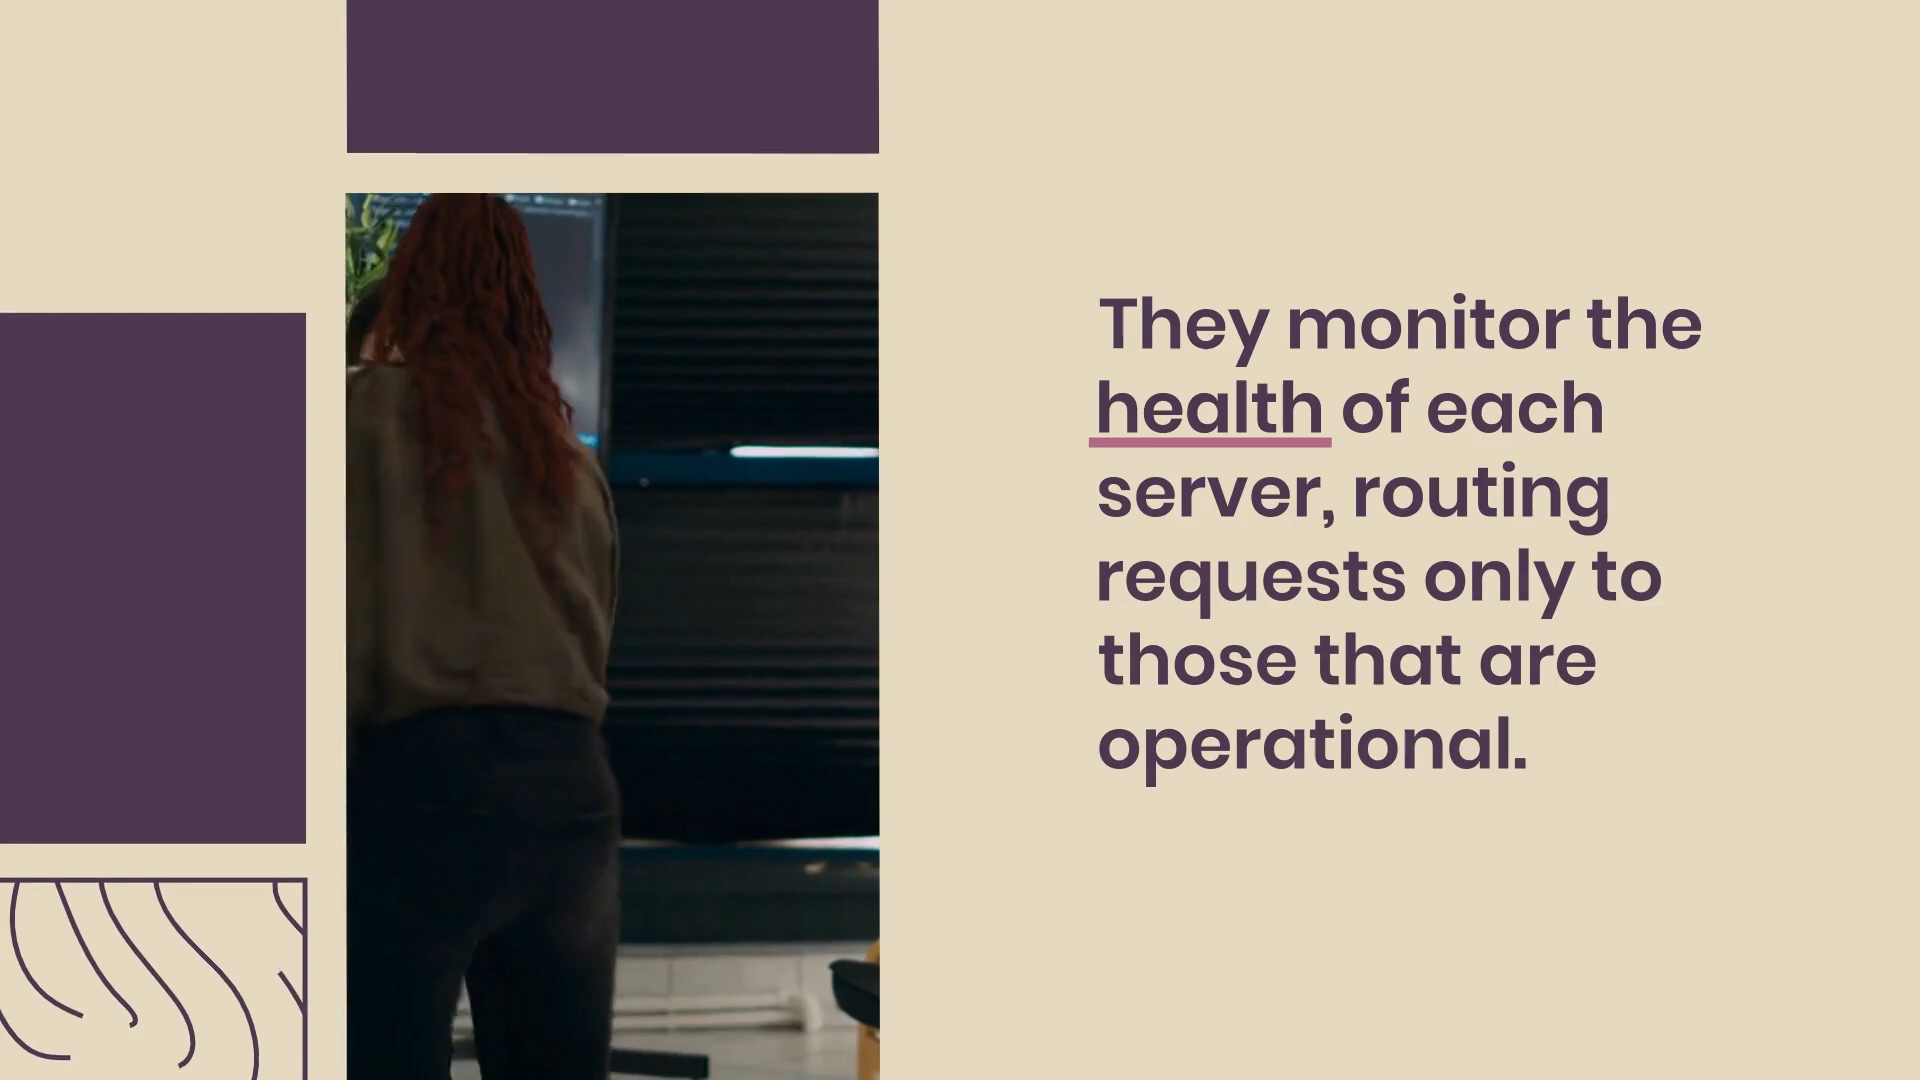 They monitor the
health of each
server, routing
requests only to
those that are
operational.